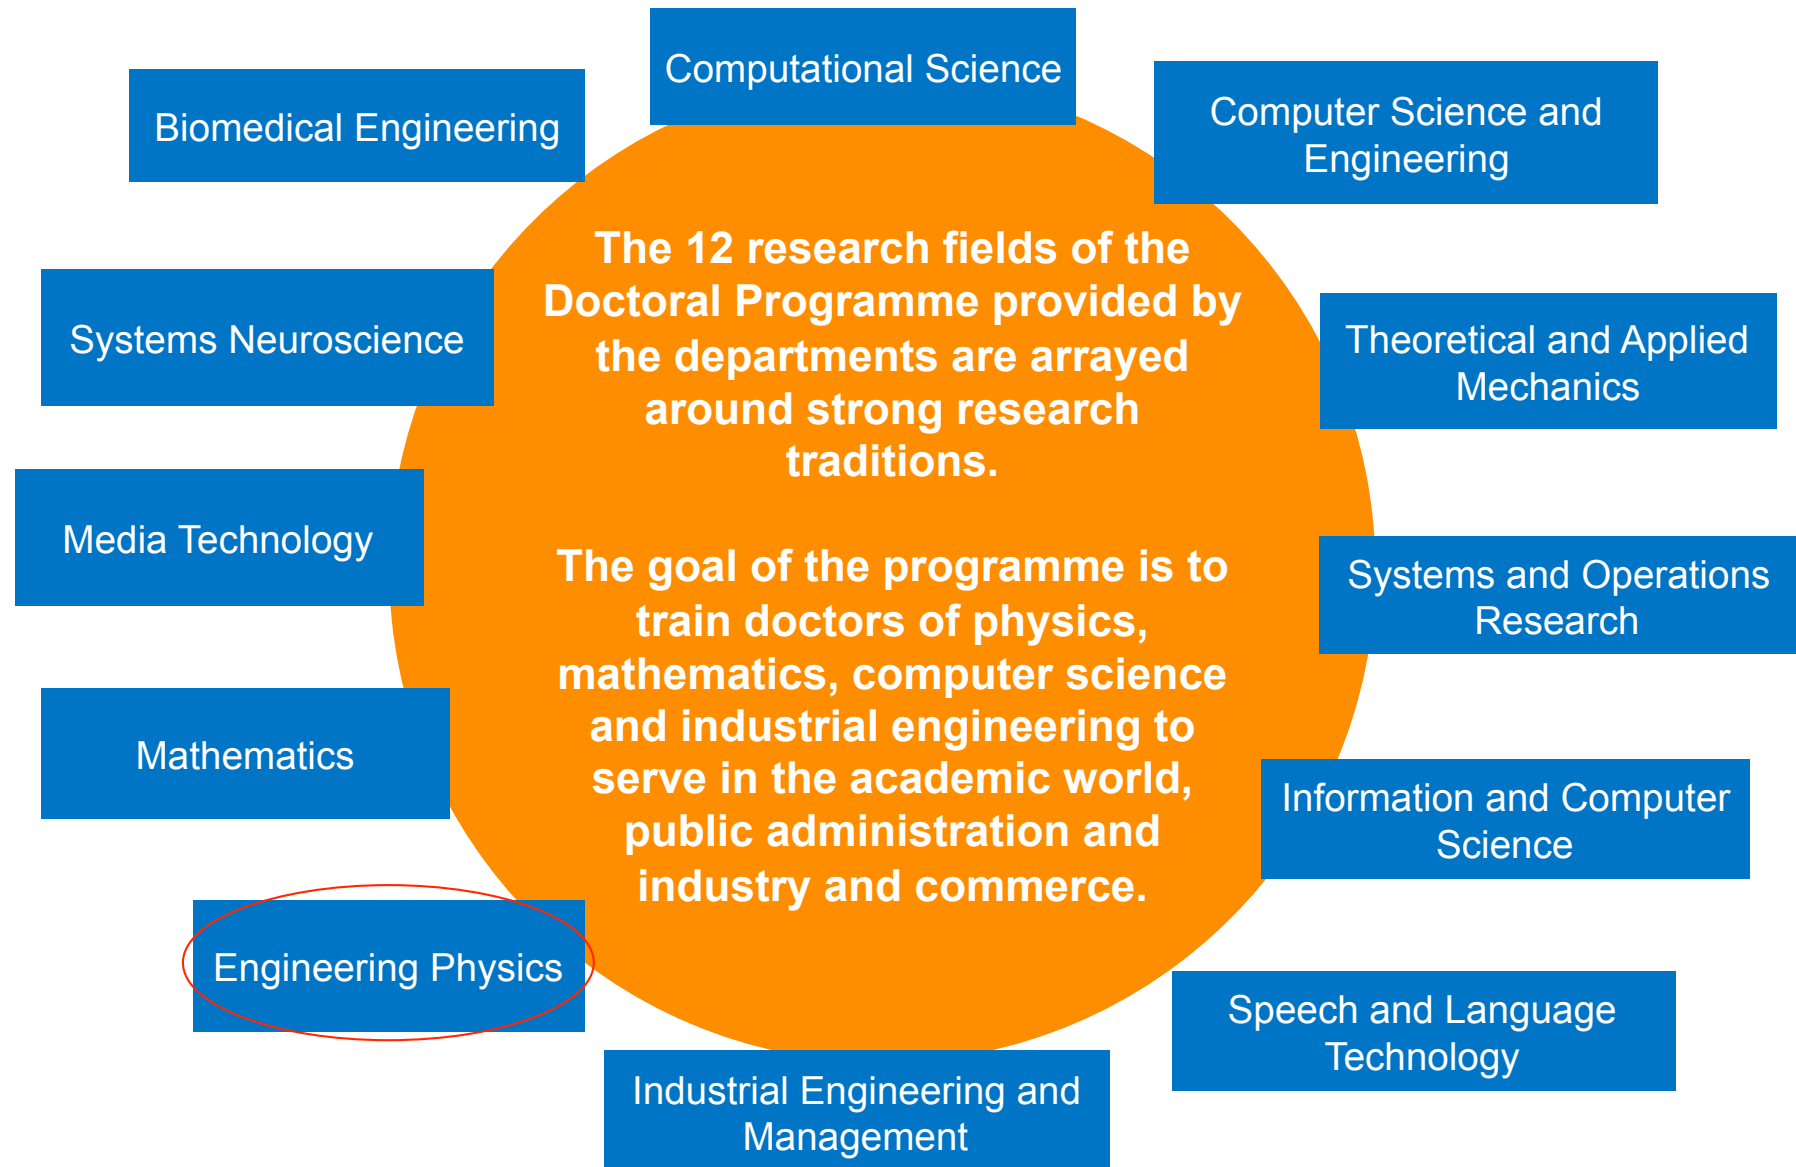 Computational Science
Biomedical Engineering
Computer Science and
Engineering
The 12 research fields of the
Doctoral Programme provided by
the departments are arrayed
around strong research
traditions.
Systems Neuroscience
Theoretical and Applied
Mechanics
Media Technology
The goal of the programme is to
train doctors of physics,
mathematics, computer science
and industrial engineering to
serve in the academic world,
public administration and
industry and commerce.
Systems and Operations
Research
Mathematics
Information and Computer
Science
Engineering Physics
Speech and Language
Technology
Industrial Engineering and
Management